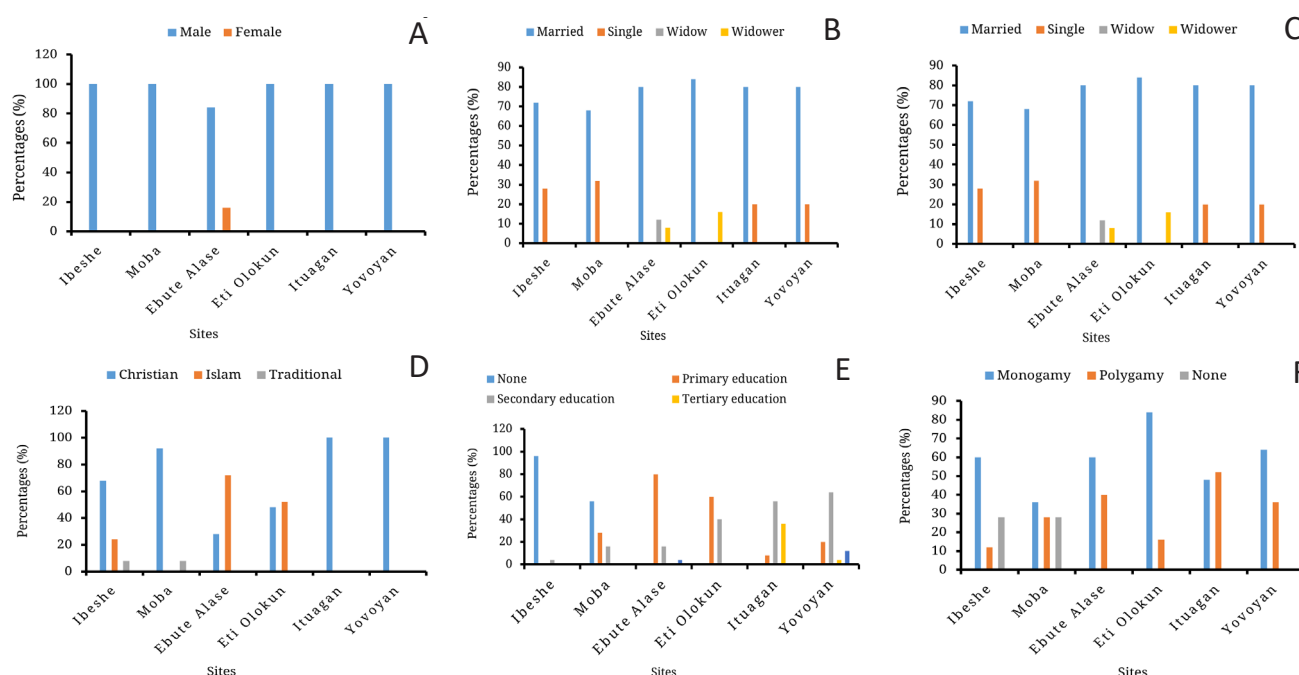 A
Male Female
Percentages (%)
120
100
80
60
40
20
0
Ibeshe
Moba
Ebute Alase
Eti Olokun
Ituagan
Yovoyan
Sites
B
Married Single Widow Widower
Percentages (%)
90
80
70
60
50
40
30
20
10
0
Ibeshe
Moba
Ebute Alase
Eti Olokun
Ituagan
Yovoyan
Sites
C
Married Single Widow Widower
Percentages (%)
90
80
70
60
50
40
30
20
10
0
Ibeshe
Moba
Ebute Alase
Eti Olokun
Ituagan
Yovoyan
Sites
D
Christian Islam Traditional
Percentages (%)
120
100
80
60
40
20
0
Ibeshe
Moba
Ebute Alase
Eti Olokun
Ituagan
Yovoyan
Sites
E
None Primary education
Secondary education Tertiary education
Percentages (%)
120
100
80
60
40
20
0
Ibeshe
Moba
Ebute Alase
Eti Olokun
Ituagan
Yovoyan
Sites
F
Monogamy Polygamy None
Percentages (%)
90
80
70
60
50
40
30
20
10
0
Ibeshe
Moba
Ebute Alase
Eti Olokun
Ituagan
Yovoyan
Sites